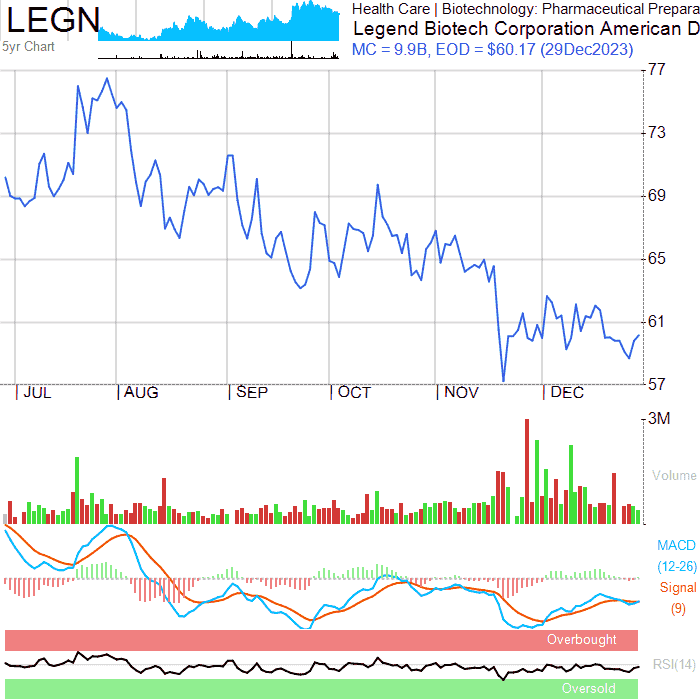 LEGN
5yr Chart
Health Care | Biotechnology: Pharmaceutical Prepara
Legend Biotech Corporation American D
MC = 9.9B, EOD = $60.17 (29Dec2023)
77
73
69
65
61
57
| JUL | AUG | SEP | OCT | NOV | DEC
3M
Volume
MACD
(12-26)
Signal
(9)
Overbought
RSI(14)
Oversold